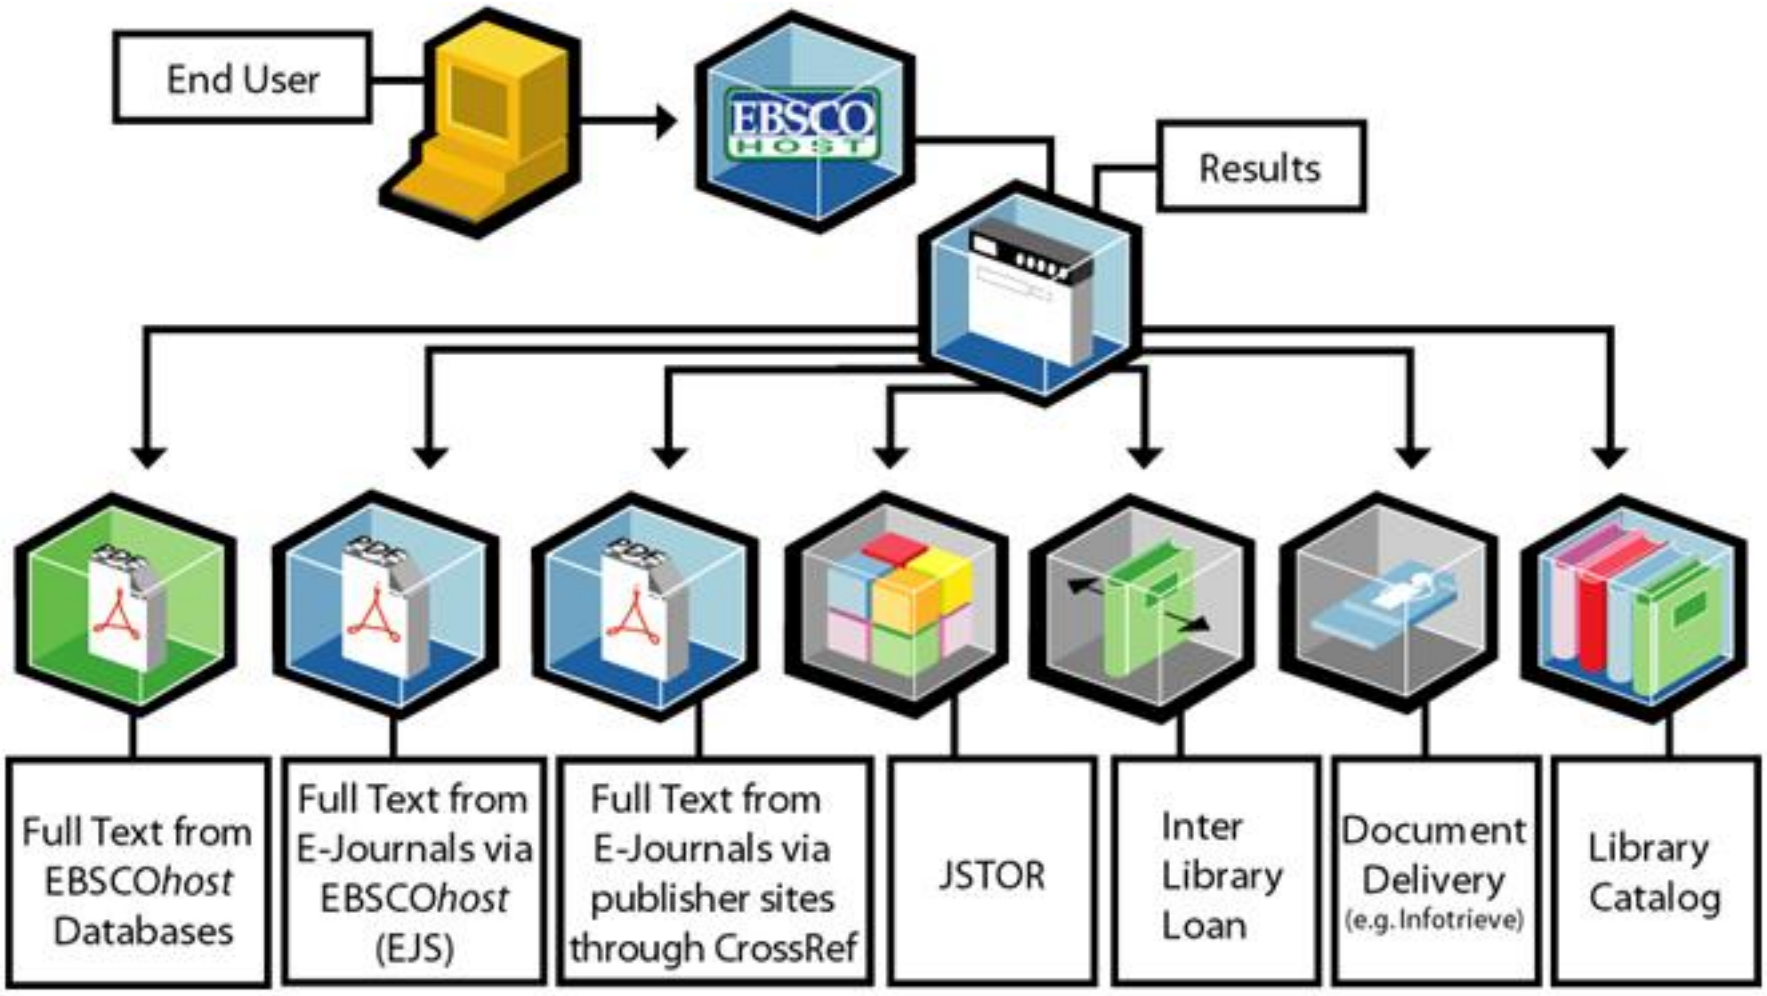 End User
EBSCO
HOST
Results
PDF
PDF
PDF
Full Text from
EBSCOhost
Databases
Full Text from
E-Journals via
EBSCOhost
(EJS)
Full Text from
E-Journals via
publisher sites
through CrossRef
JSTOR
Inter
Library
Loan
Document
Delivery
(e.g. Infotrieve)
Library
Catalog